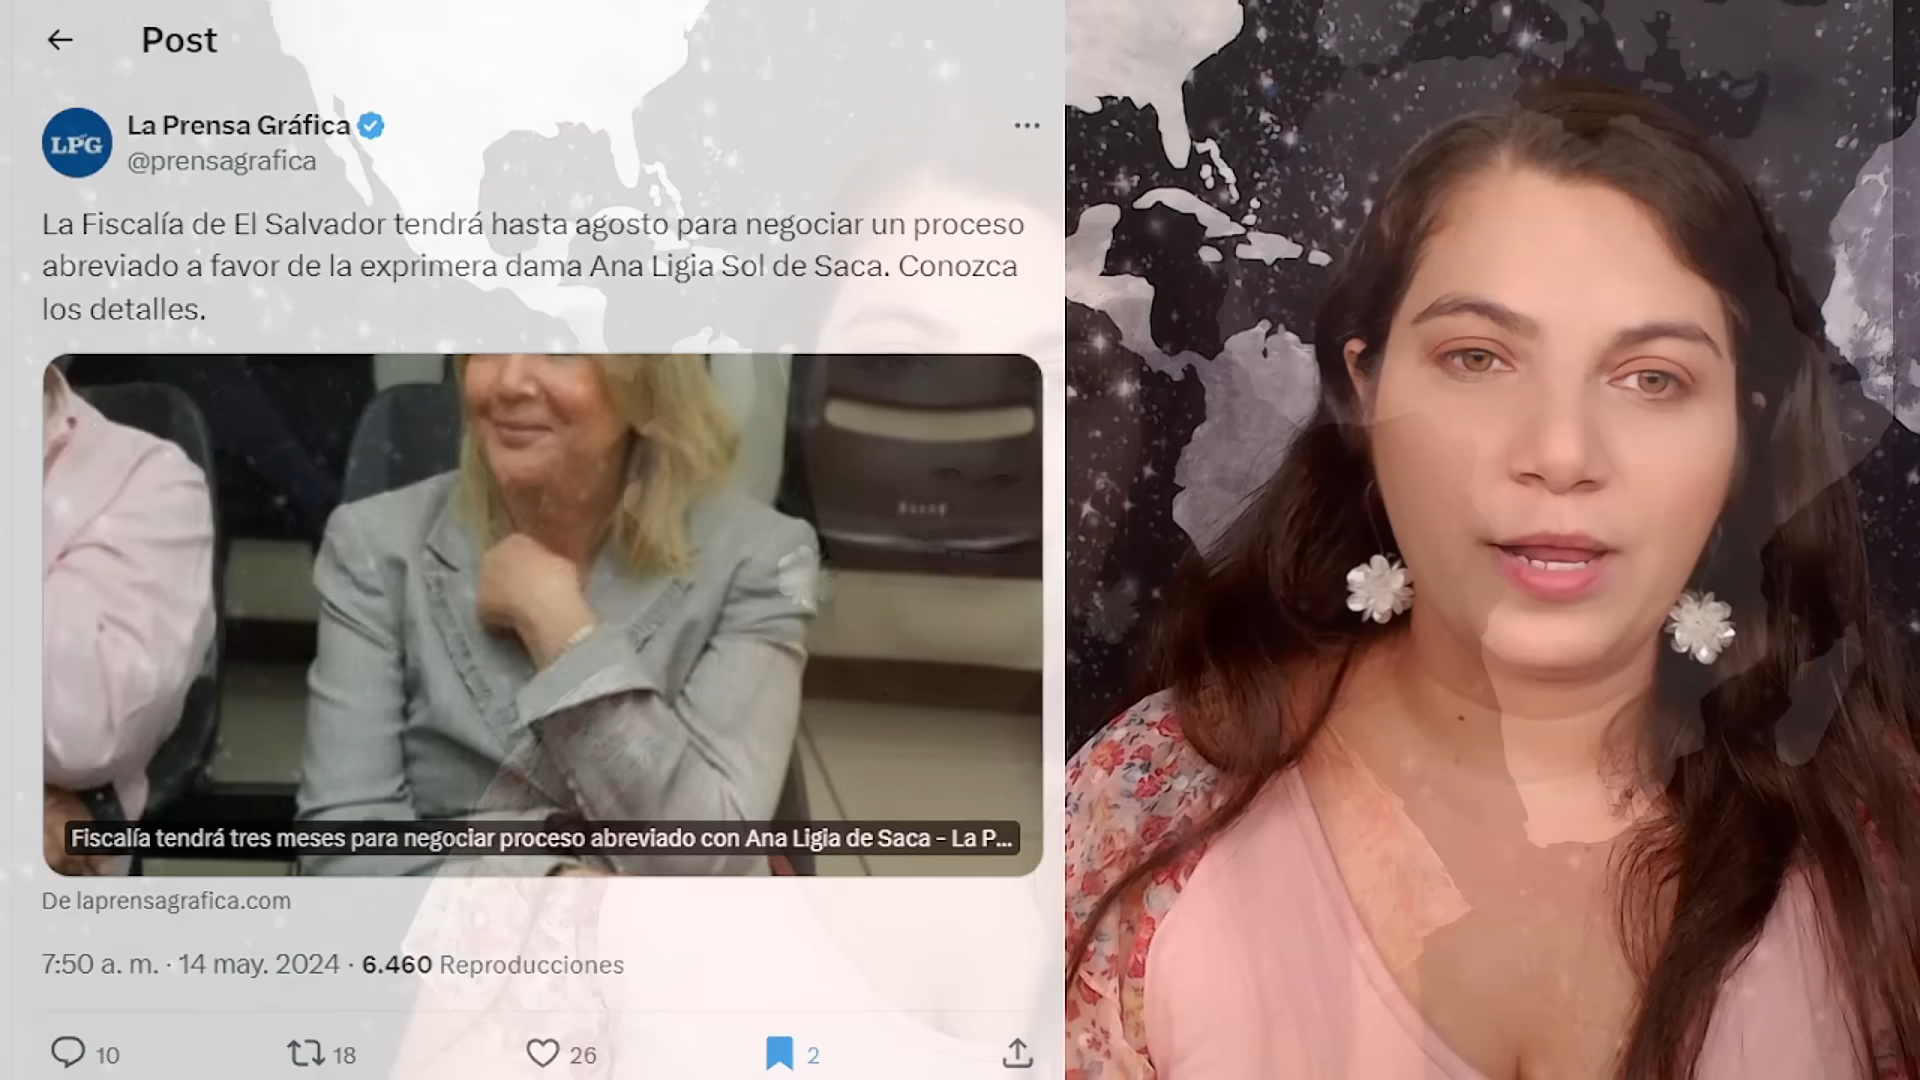 Post
La Prensa Gráfica
LPG
@prensagrafica
La Fiscalía de El Salvador tendrá hasta agosto para negociar un proceso
abreviado a favor de la exprimera dama Ana Ligia Sol de Saca. Conozca
los detalles.
Fiscalía tendrá tres meses para negociar proceso abreviado con Ana Ligia de Saca - La P...
De laprensagrafica.com
7:50 a. m. · 14 may. 2024 · 6.460 Reproducciones
10 18 26 2